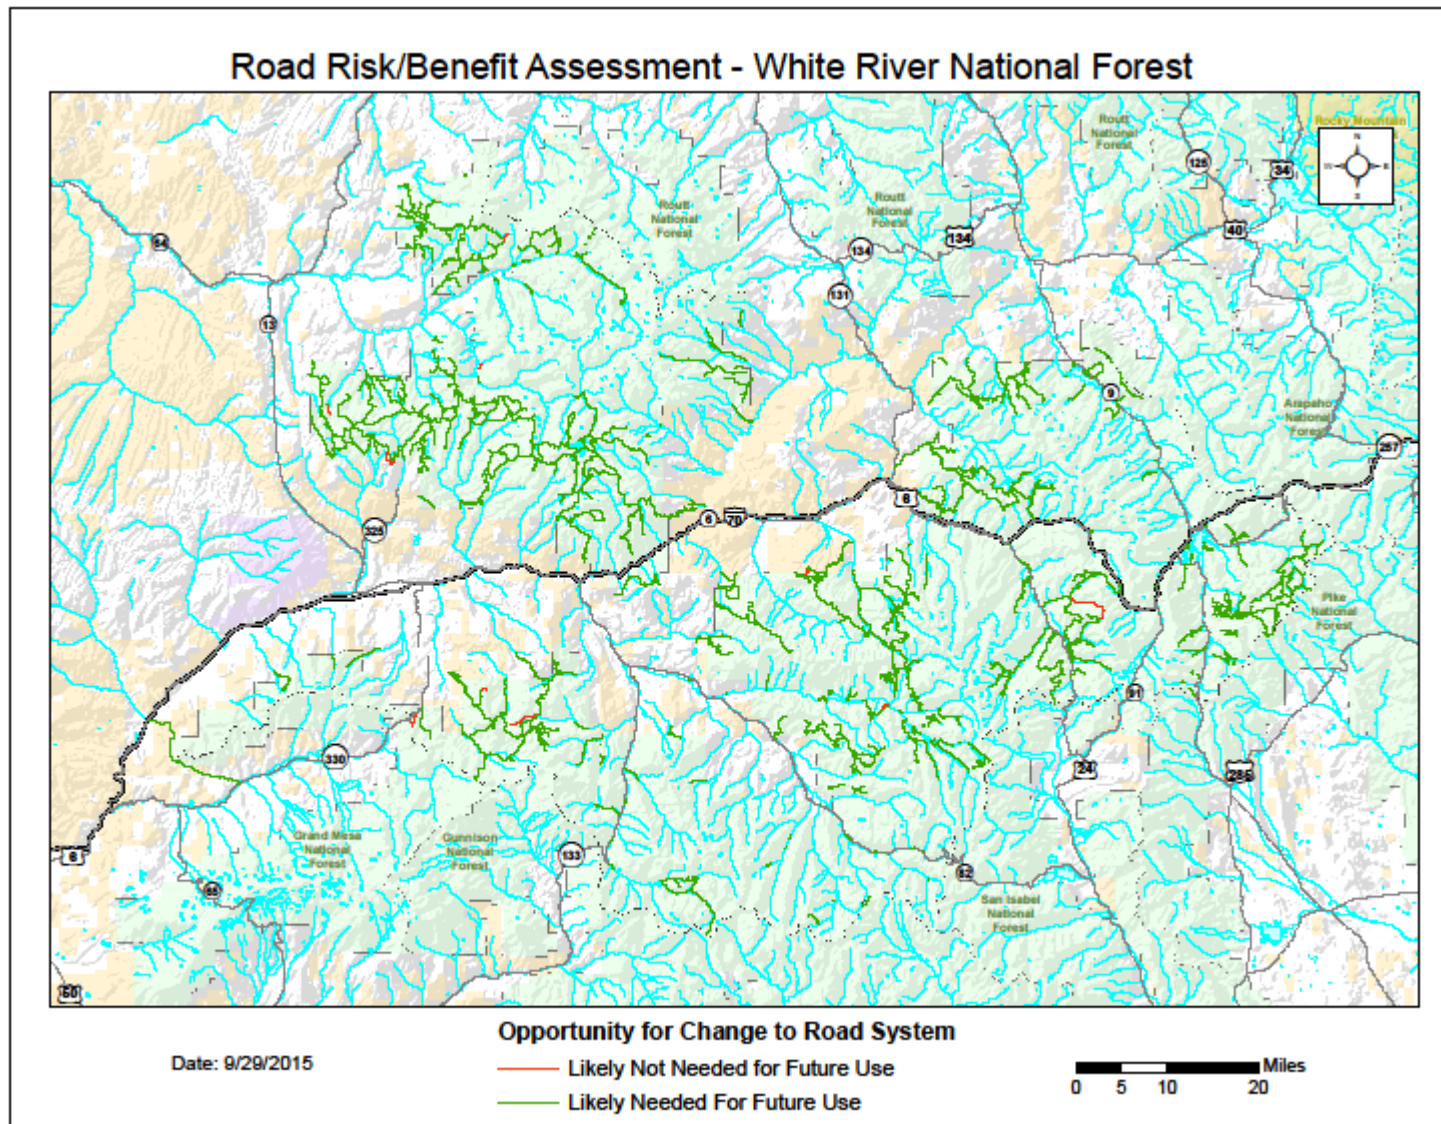 Road Risk/Benefit Assessment - White River National Forest
Routt
National
Forest
Rocky Mountain
N
W
E
S
125
34
Routt
National
Forest
Routt
National
Forest
64
134
134
40
131
13
9
Arapaho
National
Forest
257
6
6
70
325
Pike
National
Forest
91
330
24
285
Grand Mesa
National
Forest
Gunnison
National
Forest
6
133
82
65
San Isabel
National
Forest
50
Opportunity for Change to Road System
Date: 9/29/2015
Likely Not Needed for Future Use
Likely Needed For Future Use
Miles
0 5 10 20